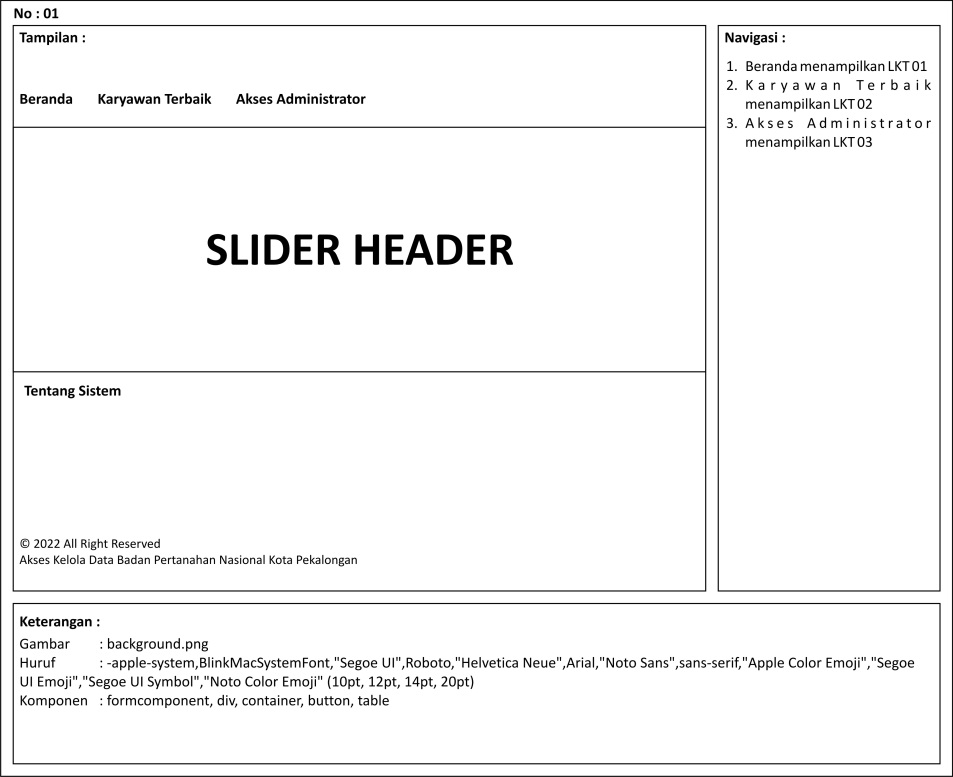 No : 01
Tampilan :
Beranda Karyawan Terbaik Akses Administrator
SLIDER HEADER
Tentang Sistem
© 2022 All Right Reserved
Akses Kelola Data Badan Pertanahan Nasional Kota Pekalongan
Navigasi :
1. Beranda menampilkan LKT 01
2. Karyawan Terbaik
menampilkan LKT 02
3. Akses Administrator
menampilkan LKT 03
Keterangan :
Gambar : background.png
Huruf : -apple-system,BlinkMacSystemFont,"Segoe UI",Roboto,"Helvetica Neue",Arial,"Noto Sans",sans-serif,"Apple Color Emoji","Segoe
UI Emoji","Segoe UI Symbol","Noto Color Emoji" (10pt, 12pt, 14pt, 20pt)
Komponen : formcomponent, div, container, button, table